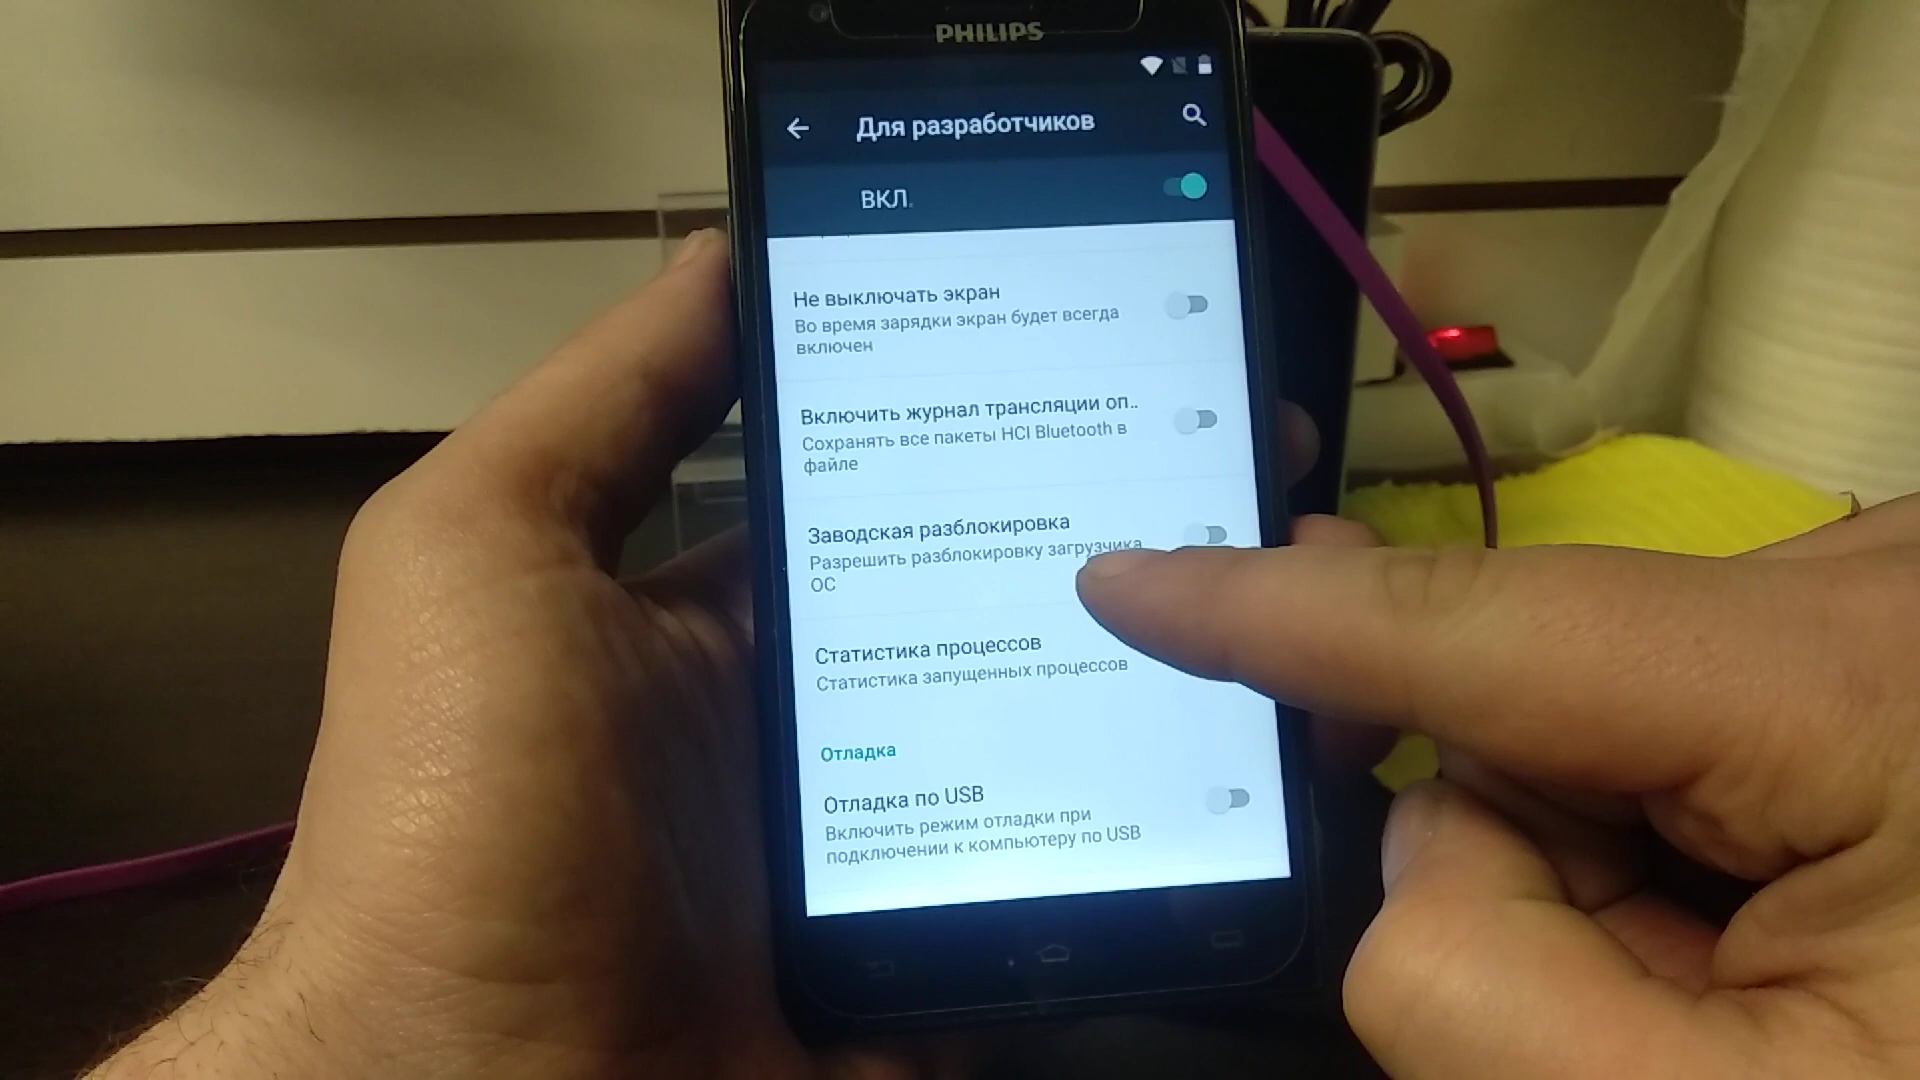 PHILIPS
Для разработчиков
ВКЛ.
Не выключать экран
Во время зарядки экран будет всегда
включен
Включить журнал трансляции оп..
Сохранять все пакеты HCI Bluetooth в
файле
Заводская разблокировка
Разрешить разблокировку загрузчика
ОС
Статистика процессов
Статистика запущенных процессов
Отладка
Отладка по USB
Включить режим отладки при
подключении к компьютеру по USB